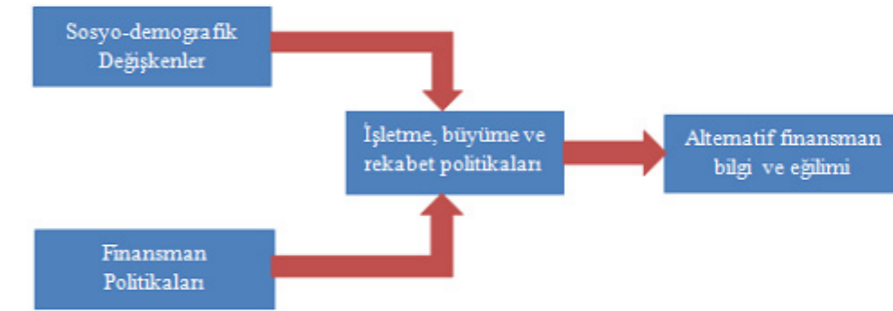 Sosyo-demografik
Değişkenler
İşletme, büyüme ve
rekabet politikaları
Alternatif finansman
bilgi ve eğilimi
Finansman
Politikaları